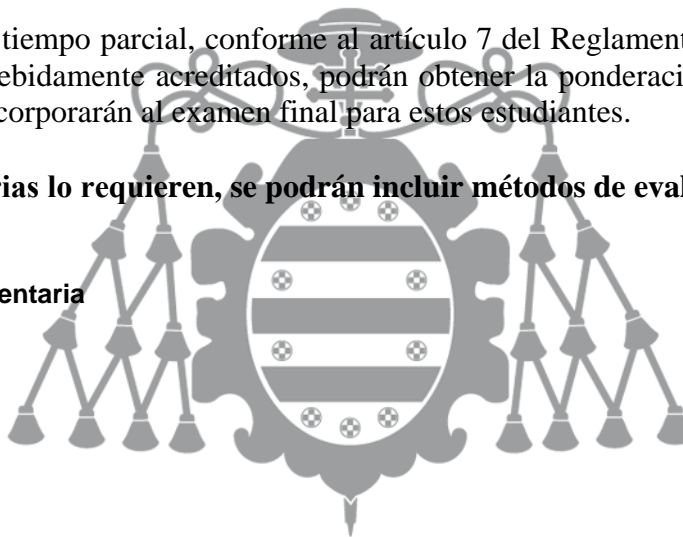 tiempo parcial, conforme al artículo 7 del Reglament
ebidamente acreditados, podrán obtener la ponderaci
corporarán al examen final para estos estudiantes.
rias lo requieren, se podrán incluir métodos de eval
entaria